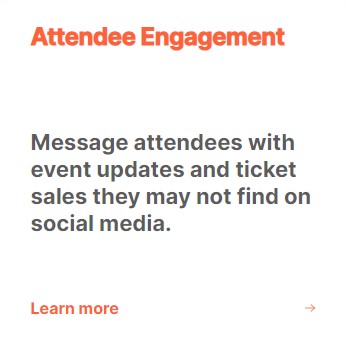 Attendee Engagement
Message attendees with
event updates and ticket
sales they may not find on
social media.
Learn more